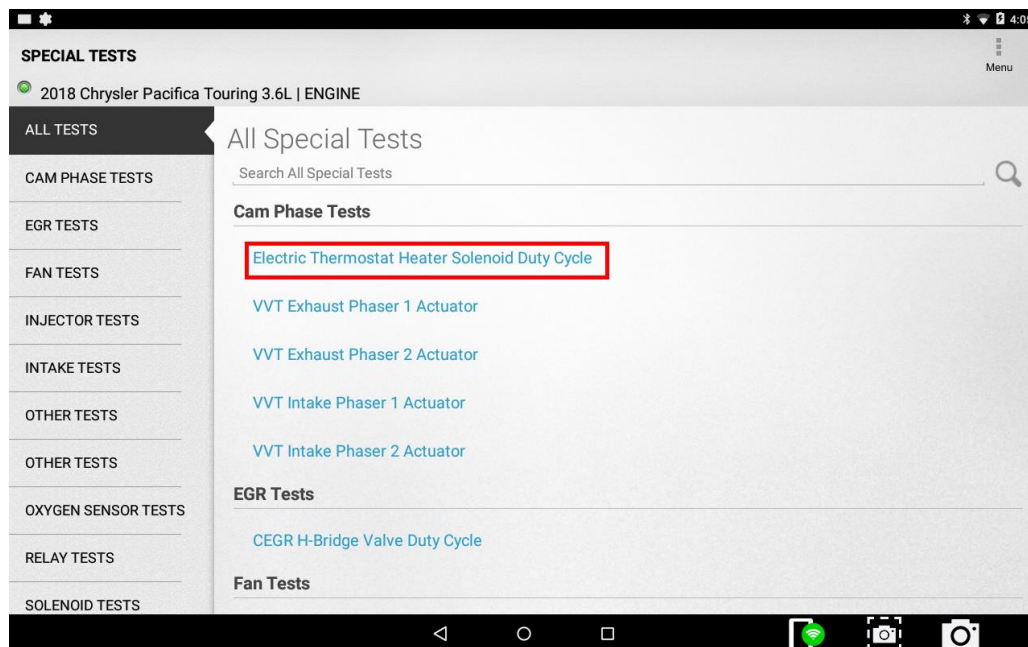 4:05
SPECIAL TESTS
Menu
2018 Chrysler Pacifica Touring 3.6L | ENGINE
ALL TESTS
CAM PHASE TESTS
EGR TESTS
FAN TESTS
INJECTOR TESTS
INTAKE TESTS
OTHER TESTS
OTHER TESTS
OXYGEN SENSOR TESTS
RELAY TESTS
SOLENOID TESTS
All Special Tests
Search All Special Tests
Cam Phase Tests
Electric Thermostat Heater Solenoid Duty Cycle
VVT Exhaust Phaser 1 Actuator
VVT Exhaust Phaser 2 Actuator
VVT Intake Phaser 1 Actuator
VVT Intake Phaser 2 Actuator
EGR Tests
CEGR H-Bridge Valve Duty Cycle
Fan Tests